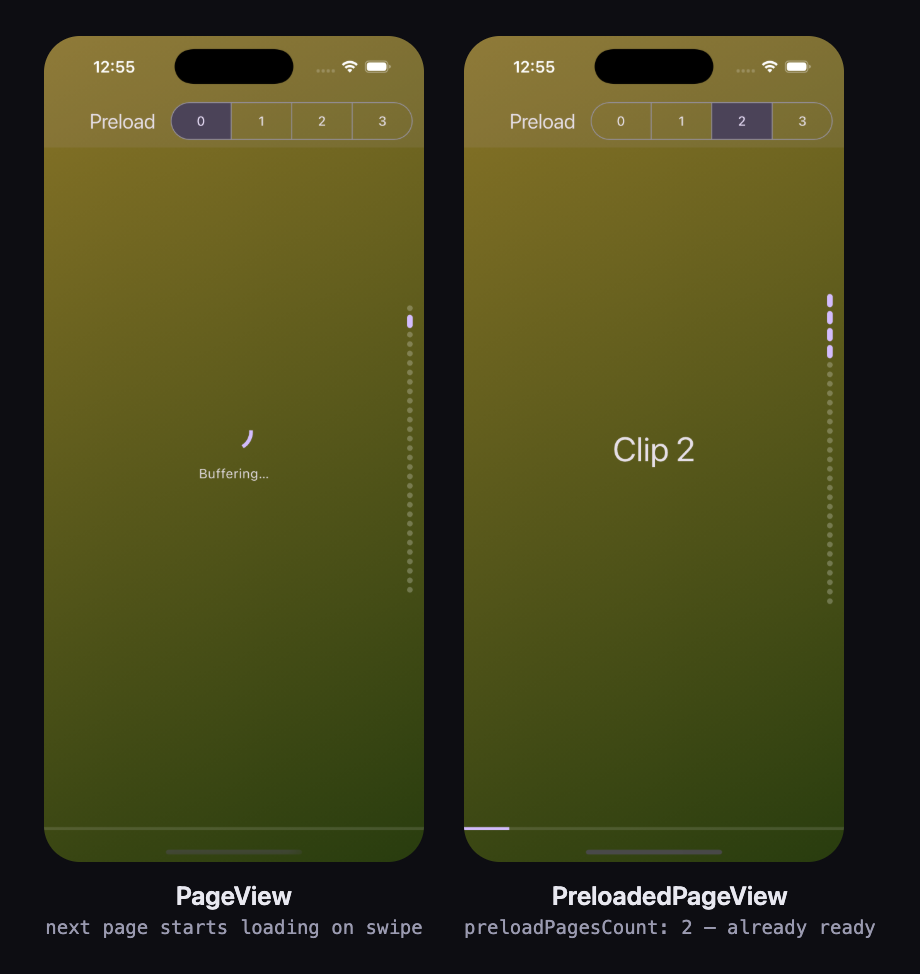 12:55
Preload 0 1 2 3
Buffering...
PageView
next page starts loading on swipe
12:55
Preload 0 1 2 3
Clip 2
PreloadedPageView
preloadPagesCount: 2 — already ready